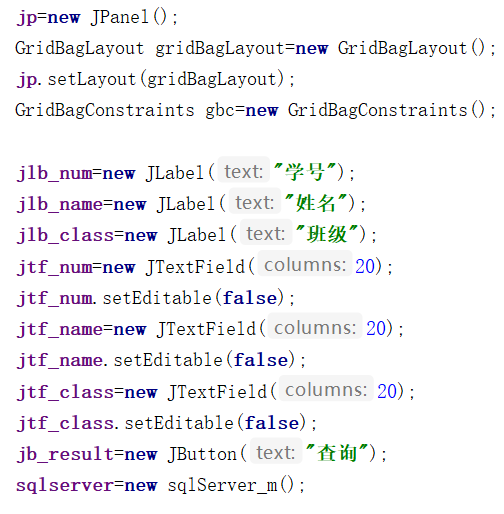 jp=new JPanel();
GridBagLayout gridBagLayout=new GridBagLayout();
jp.setLayout(gridBagLayout);
GridBagConstraints gbc=new GridBagConstraints();
jlb_num=new JLabel( text: "学号");
jlb_name=new JLabel( text: "姓名");
jlb_class=new JLabel( text: "班级");
jtf_num=new JTextField( columns: 20);
jtf_num.setEditable(false);
jtf_name=new JTextField( columns: 20);
jtf_name.setEditable(false);
jtf_class=new JTextField( columns: 20);
jtf_class.setEditable(false);
jb_result=new JButton( text: "查询");
sqlserver=new sqlServer_m();